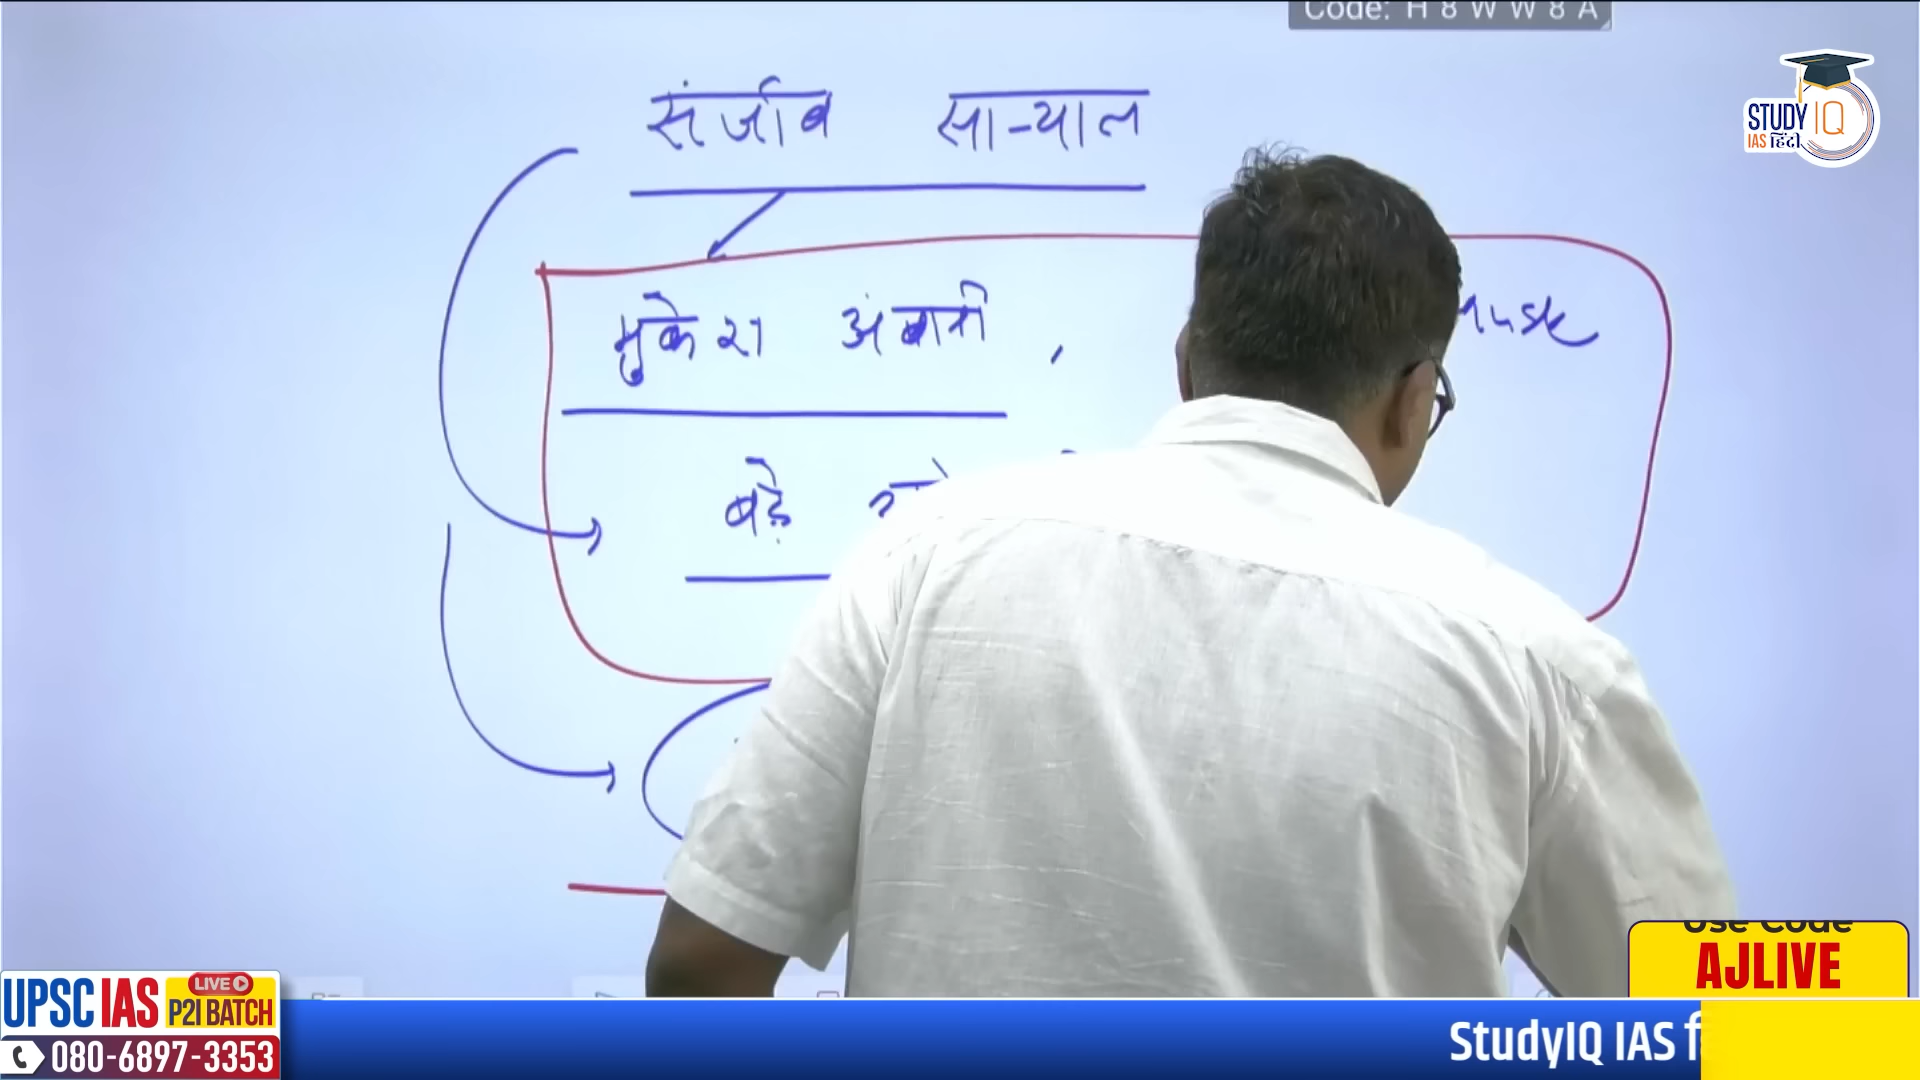 Code: H 8 W W 8 A
STUDY IQ
IAS हिंदी
संजीव सान्याल
मुकेश अंबानी ,
बड़े
Use Code
AJLIVE
UPSC IAS
LIVE
P2I BATCH
080-6897-3353
StudyIQ IAS